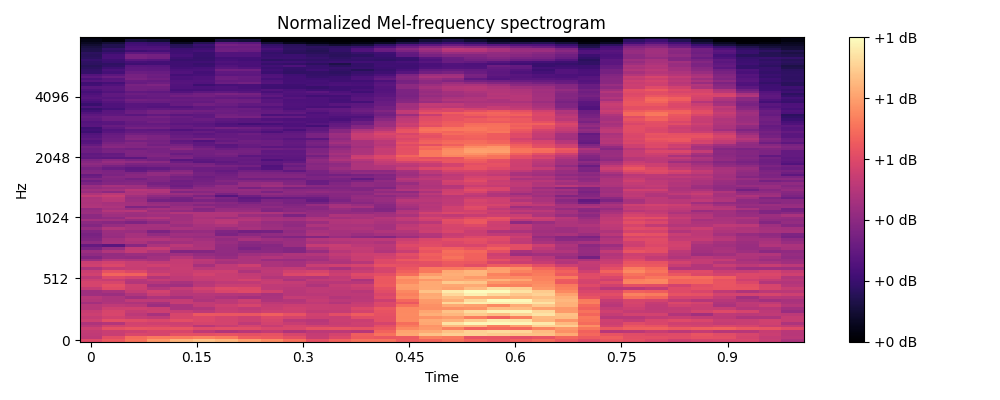 Normalized Mel-frequency spectrogram
+1 dB
4096
+1 dB
2048
+1 dB
Hz
1024
+0 dB
512
+0 dB
0
+0 dB
0 0.15 0.3 0.45 0.6 0.75 0.9
Time